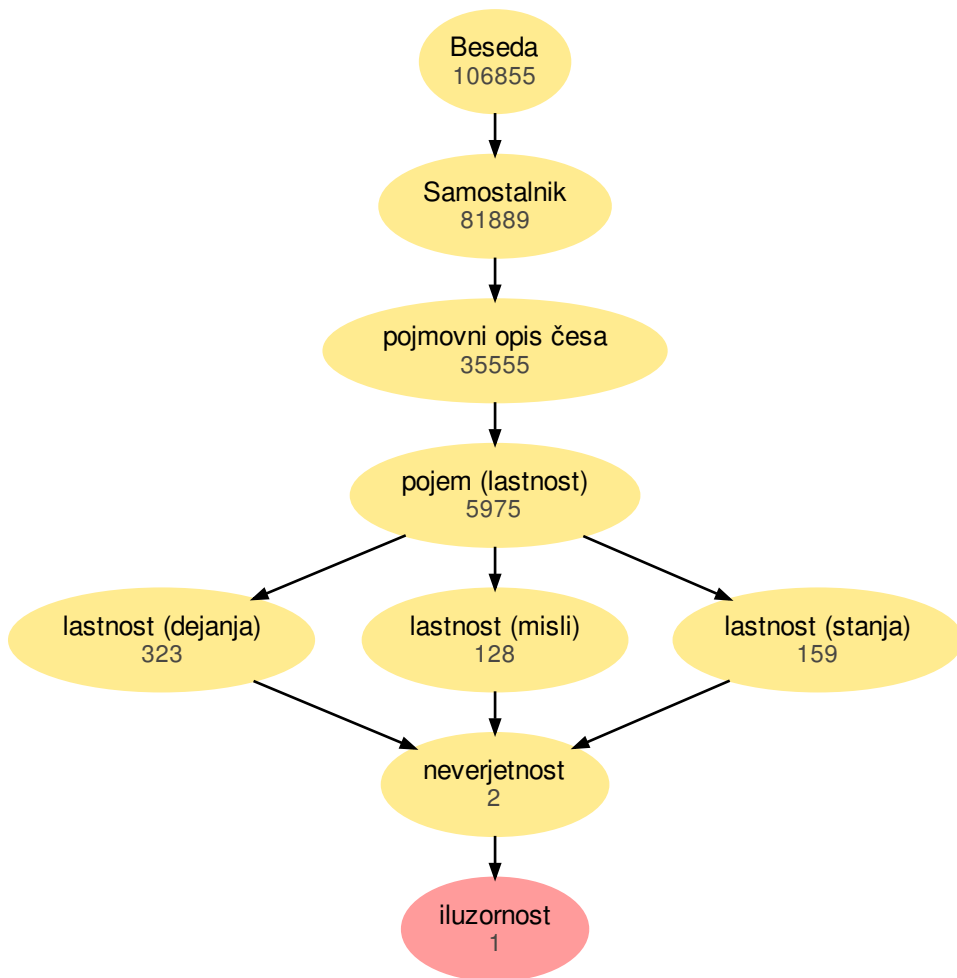 Beseda
106855
Samostalnik
81889
pojmovni opis česa
35555
pojem (lastnost)
5975
lastnost (dejanja)
323
lastnost (misli)
128
lastnost (stanja)
159
neverjetnost
2
iluzornost
1